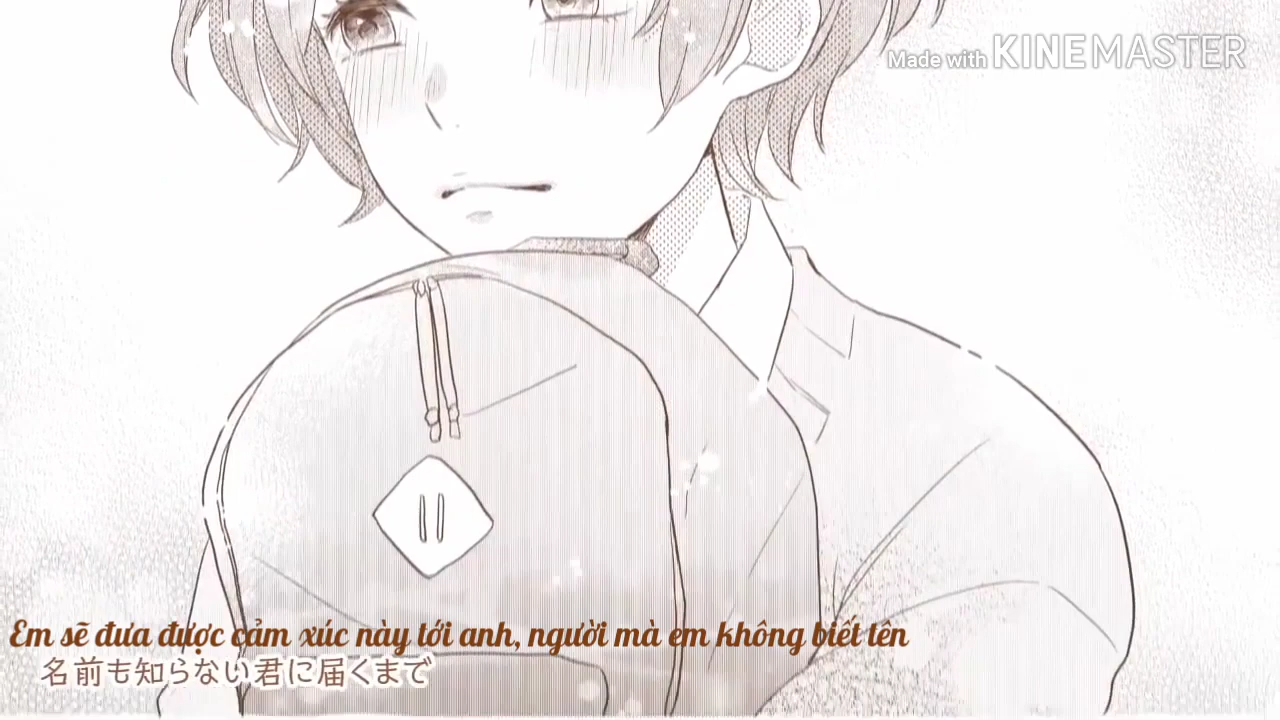 Made with KINEMASTER
Em sẽ đưa được cảm xúc này tới anh, người mà em không biết tên
名前も知らない君に届くまで